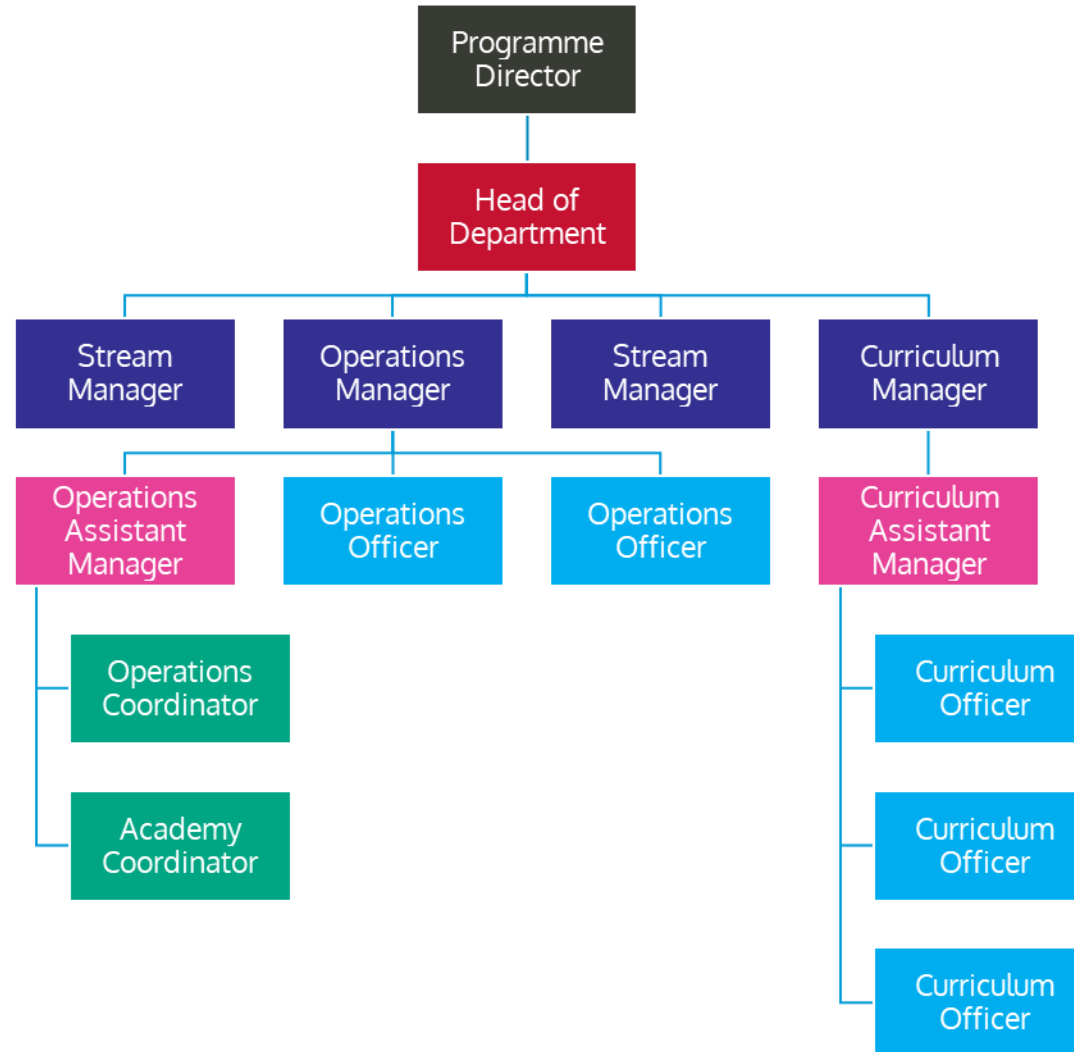 Programme
Director
Head of
Department
Stream
Manager
Operations
Manager
Stream
Manager
Curriculum
Manager
Operations
Assistant
Manager
Operations
Officer
Operations
Officer
Curriculum
Assistant
Manager
Operations
Coordinator
Curriculum
Officer
Academy
Coordinator
Curriculum
Officer
Curriculum
Officer